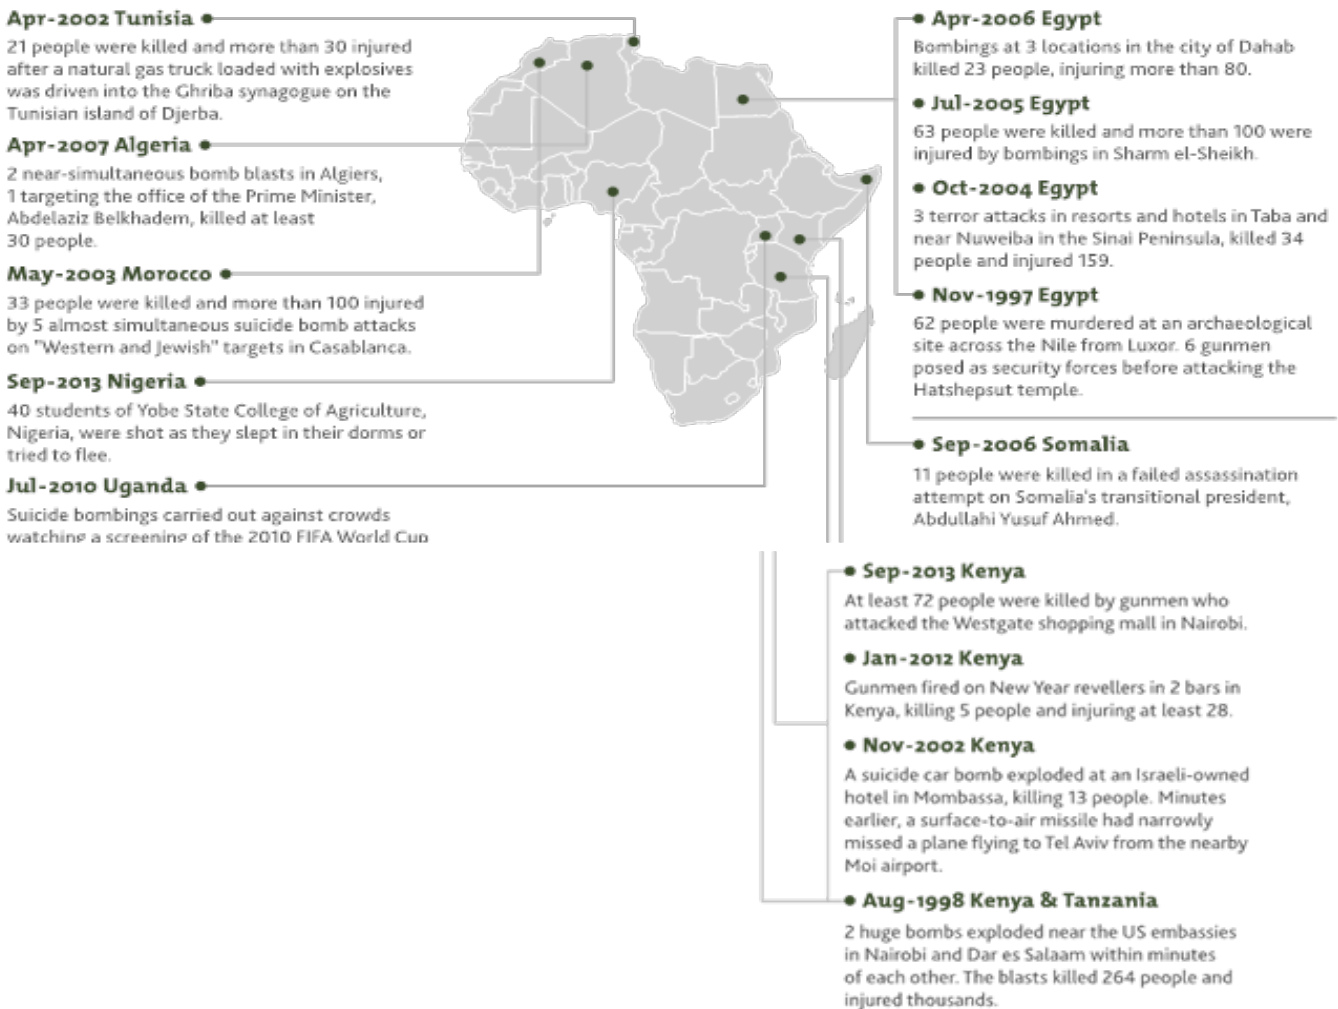 Apr-2002 Tunisia
21 people were killed and more than 30 injured
after a natural gas truck loaded with explosives
was driven into the Ghriba synagogue on the
Tunisian island of Djerba.
Apr-2007 Algeria
2 near-simultaneous bomb blasts in Algiers,
1 targeting the office of the Prime Minister,
Abdelaziz Belkhadem, killed at least
30 people.
May-2003 Morocco
33 people were killed and more than 100 injured
by 5 almost simultaneous suicide bomb attacks
on "Western and Jewish" targets in Casablanca.
Sep-2013 Nigeria
40 students of Yobe State College of Agriculture,
Nigeria, were shot as they slept in their dorms or
tried to flee.
Jul-2010 Uganda
Suicide bombings carried out against crowds
watching a screening of the 2010 FIFA World Cup
Apr-2006 Egypt
Bombings at 3 locations in the city of Dahab
killed 23 people, injuring more than 80.
Jul-2005 Egypt
63 people were killed and more than 100 were
injured by bombings in Sharm el-Sheikh.
Oct-2004 Egypt
3 terror attacks in resorts and hotels in Taba and
near Nuweiba in the Sinai Peninsula, killed 34
people and injured 159.
Nov-1997 Egypt
62 people were murdered at an archaeological
site across the Nile from Luxor. 6 gunmen
posed as security forces before attacking the
Hatshepsut temple.
Sep-2006 Somalia
11 people were killed in a failed assassination
attempt on Somalia's transitional president,
Abdullahi Yusuf Ahmed.
Sep-2013 Kenya
At least 72 people were killed by gunmen who
attacked the Westgate shopping mall in Nairobi.
Jan-2012 Kenya
Gunmen fired on New Year revellers in 2 bars in
Kenya, killing 5 people and injuring at least 28.
Nov-2002 Kenya
A suicide car bomb exploded at an Israeli-owned
hotel in Mombassa, killing 13 people. Minutes
earlier, a surface-to-air missile had narrowly
missed a plane flying to Tel Aviv from the nearby
Moi airport.
Aug-1998 Kenya & Tanzania
2 huge bombs exploded near the US embassies
in Nairobi and Dar es Salaam within minutes
of each other. The blasts killed 264 people and
injured thousands.